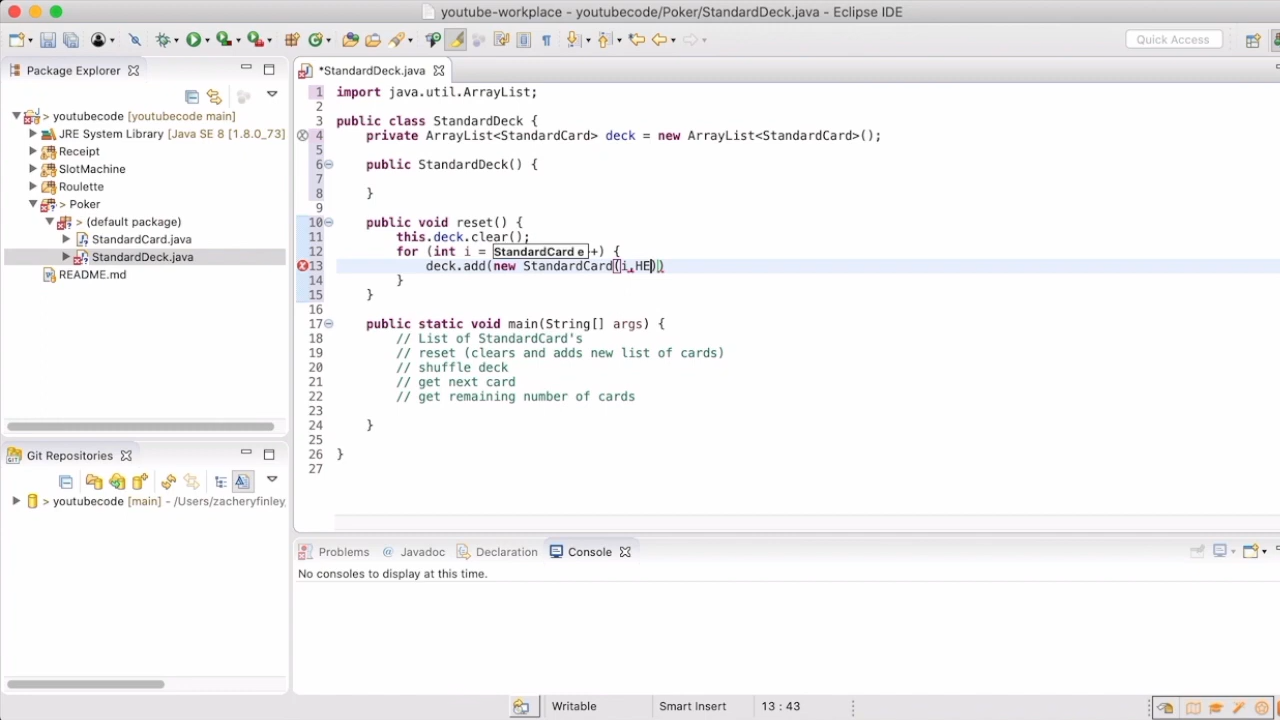 youtube-workplace - youtubecode/Poker/StandardDeck.java - Eclipse IDE
Quick Access
Package Explorer
> youtubecode [youtubecode main]
JRE System Library [Java SE 8 [1.8.0_73]
Receipt
SlotMachine
Roulette
> Poker
> (default package)
StandardCard.java
StandardDeck.java
README.md
*StandardDeck.java
1 import java.util.ArrayList;
2
3 public class StandardDeck {
4 private ArrayList<StandardCard> deck = new ArrayList<StandardCard>();
5
6 public StandardDeck() {
7
8 }
9
10 public void reset() {
11 this.deck.clear();
12 for (int i = StandardCard e ++) {
13 deck.add(new StandardCard(i,HE))
14 }
15 }
16
17 public static void main(String[] args) {
18 // List of StandardCard's
19 // reset (clears and adds new list of cards)
20 // shuffle deck
21 // get next card
22 // get remaining number of cards
23
24 }
25
26 }
27
Git Repositories
> youtubecode [main] - /Users/zacheryfinley
Problems @ Javadoc Declaration Console
No consoles to display at this time.
Writable Smart Insert 13 : 43